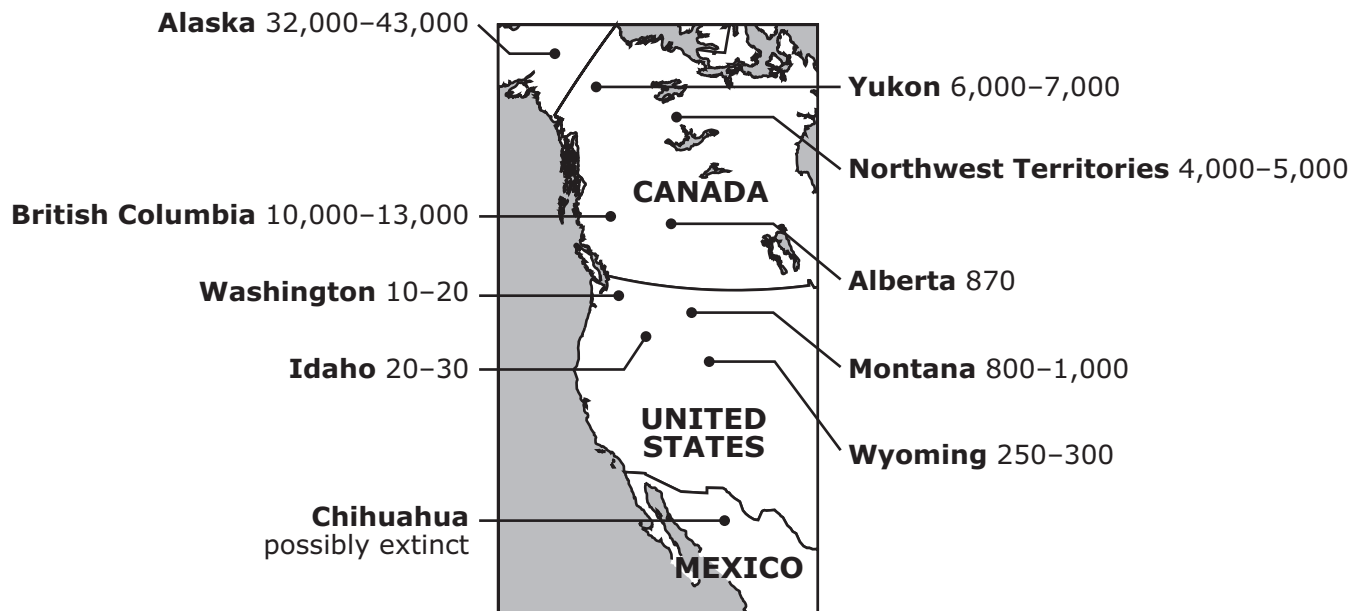 Alaska 32,000–43,000
Yukon 6,000–7,000
Northwest Territories 4,000–5,000
CANADA
British Columbia 10,000–13,000
Alberta 870
Washington 10–20
Idaho 20–30
Montana 800–1,000
UNITED
STATES
Wyoming 250–300
Chihuahua
possibly extinct
MEXICO